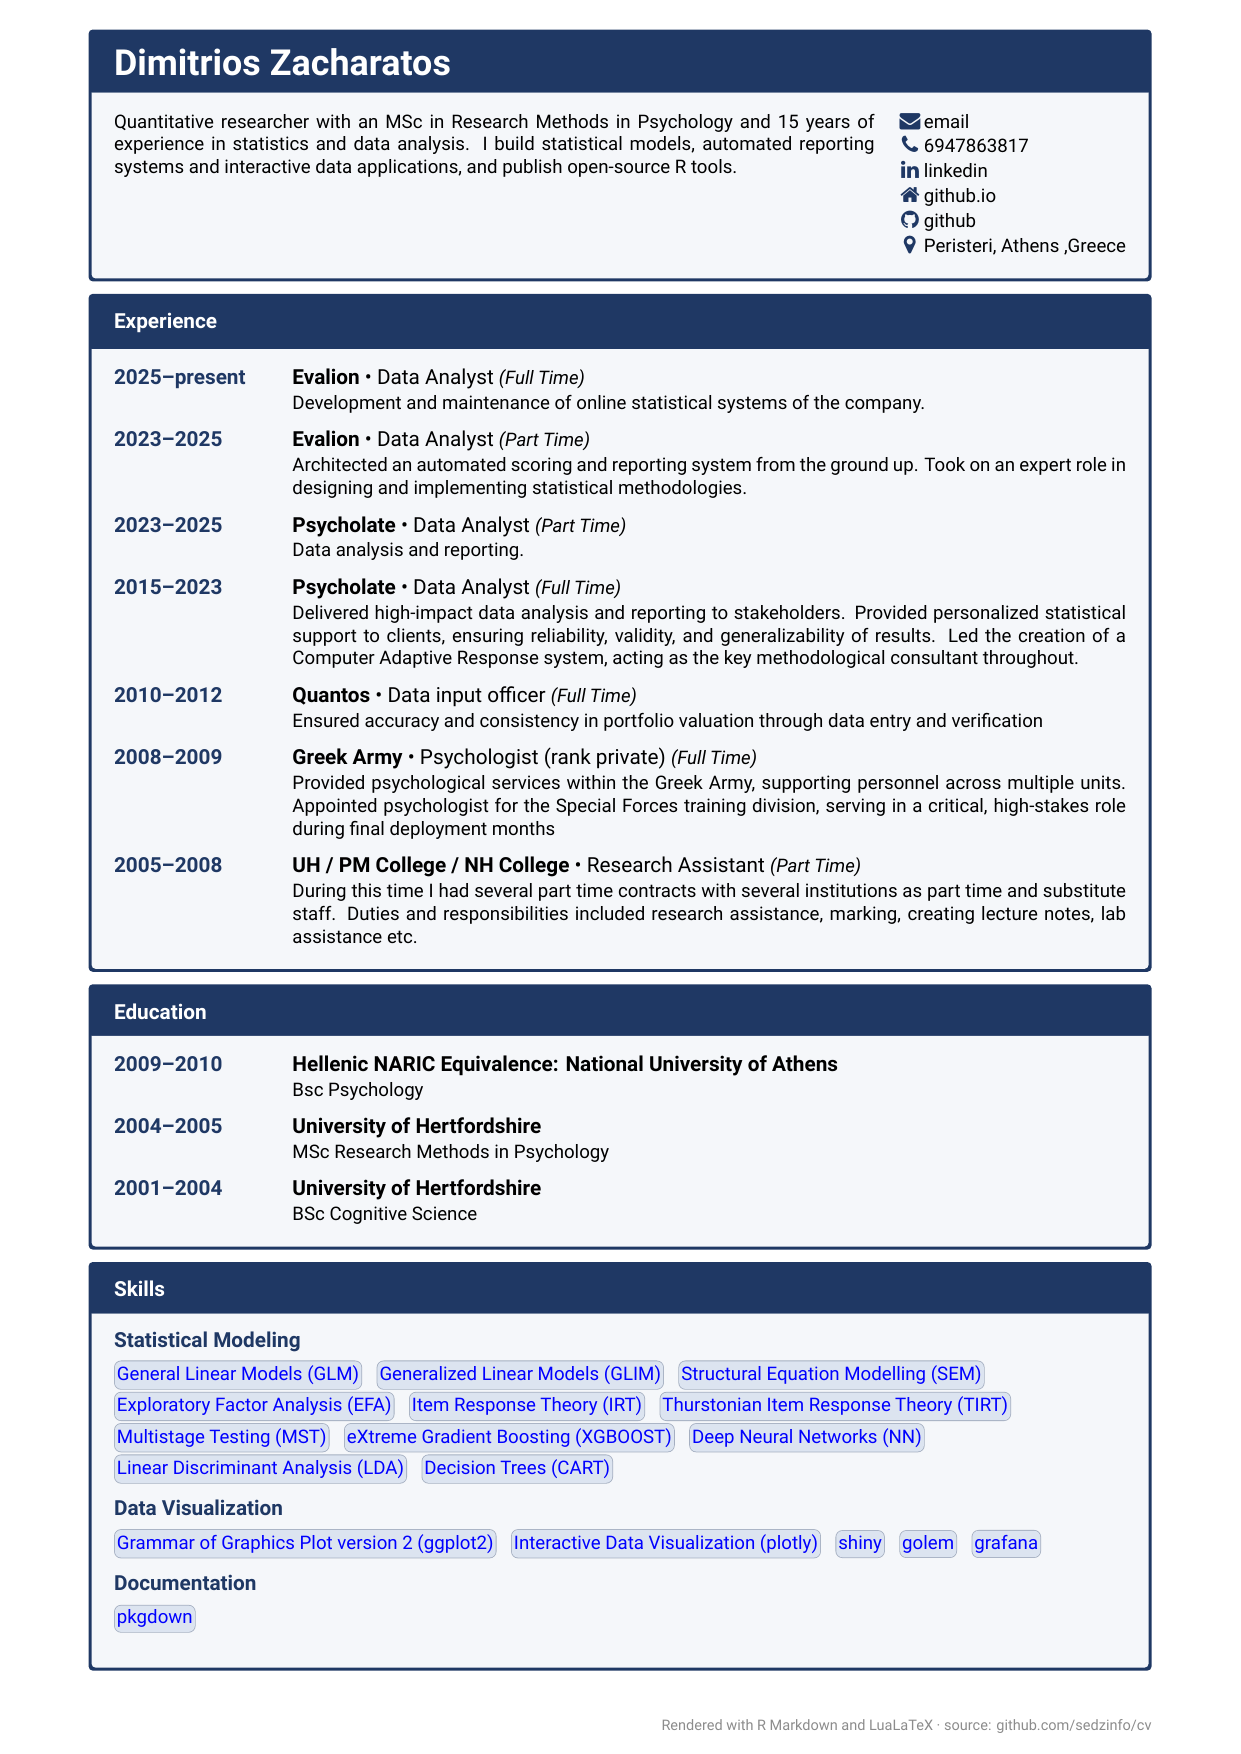 Dimitrios Zacharatos
Quantitative researcher with an MSc in Research Methods in Psychology and 15 years of
experience in statistics and data analysis. I build statistical models, automated reporting
systems and interactive data applications, and publish open-source R tools.
email
6947863817
linkedin
github.io
github
Peristeri, Athens ,Greece
Experience
2025–present
Evalion • Data Analyst (Full Time)
Development and maintenance of online statistical systems of the company.
2023–2025
Evalion • Data Analyst (Part Time)
Architected an automated scoring and reporting system from the ground up. Took on an expert role in
designing and implementing statistical methodologies.
2023–2025
Psycholate • Data Analyst (Part Time)
Data analysis and reporting.
2015–2023
Psycholate • Data Analyst (Full Time)
Delivered high-impact data analysis and reporting to stakeholders. Provided personalized statistical
support to clients, ensuring reliability, validity, and generalizability of results. Led the creation of a
Computer Adaptive Response system, acting as the key methodological consultant throughout.
2010–2012
Quantos • Data input officer (Full Time)
Ensured accuracy and consistency in portfolio valuation through data entry and verification
2008–2009
Greek Army • Psychologist (rank private) (Full Time)
Provided psychological services within the Greek Army, supporting personnel across multiple units.
Appointed psychologist for the Special Forces training division, serving in a critical, high-stakes role
during final deployment months
2005–2008
UH / PM College / NH College • Research Assistant (Part Time)
During this time I had several part time contracts with several institutions as part time and substitute
staff. Duties and responsibilities included research assistance, marking, creating lecture notes, lab
assistance etc.
Education
2009–2010
Hellenic NARIC Equivalence: National University of Athens
Bsc Psychology
2004–2005
University of Hertfordshire
MSc Research Methods in Psychology
2001–2004
University of Hertfordshire
BSc Cognitive Science
Skills
Statistical Modeling
General Linear Models (GLM) Generalized Linear Models (GLIM) Structural Equation Modelling (SEM)
Exploratory Factor Analysis (EFA) Item Response Theory (IRT) Thurstonian Item Response Theory (TIRT)
Multistage Testing (MST) eXtreme Gradient Boosting (XGBOOST) Deep Neural Networks (NN)
Linear Discriminant Analysis (LDA) Decision Trees (CART)
Data Visualization
Grammar of Graphics Plot version 2 (ggplot2) Interactive Data Visualization (plotly) shiny golem grafana
Documentation
pkgdown
Rendered with R Markdown and LuaLaTeX · source: github.com/sedzinfo/cv